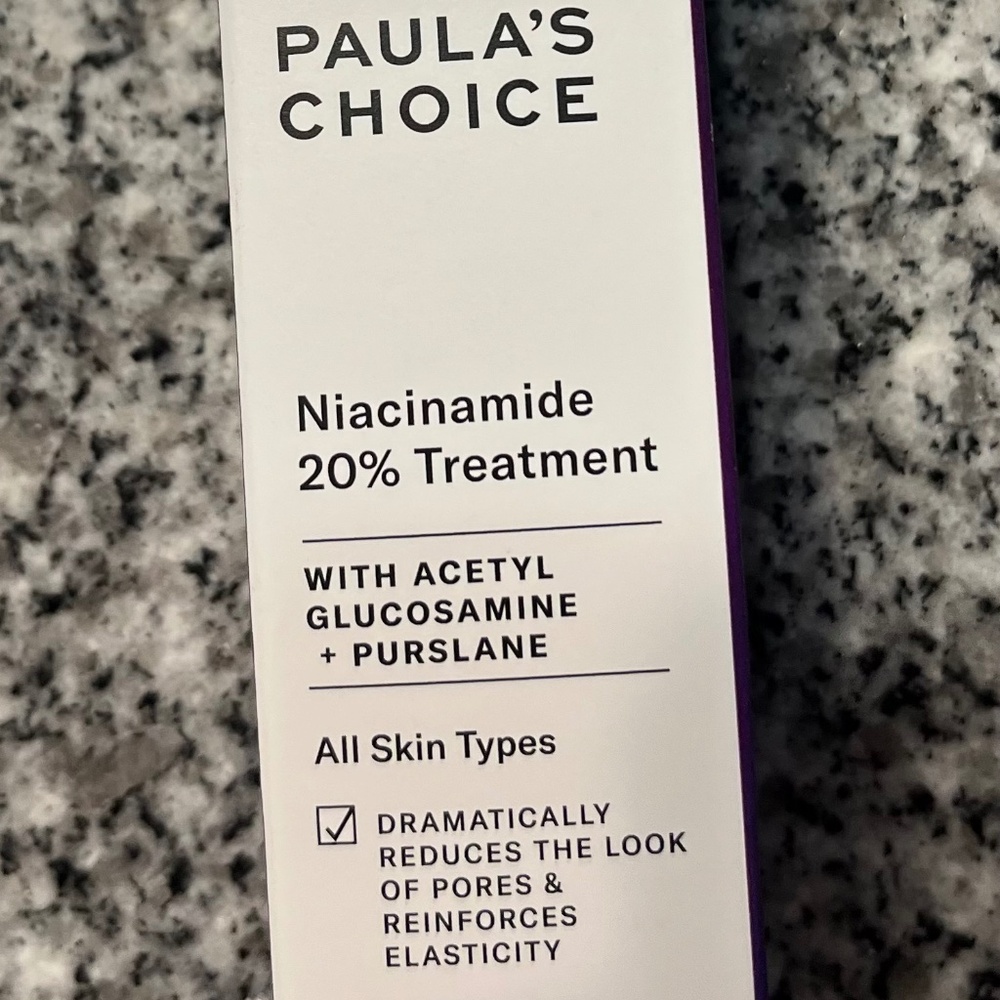 PAULA'S
CHOICE
Niacinamide
20% Treatment
WITH ACETYL
GLUCOSAMINE
+ PURSLANE
All Skin Types
DRAMATICALLY
REDUCES THE LOOK
OF PORES &
REINFORCES
ELASTICITY